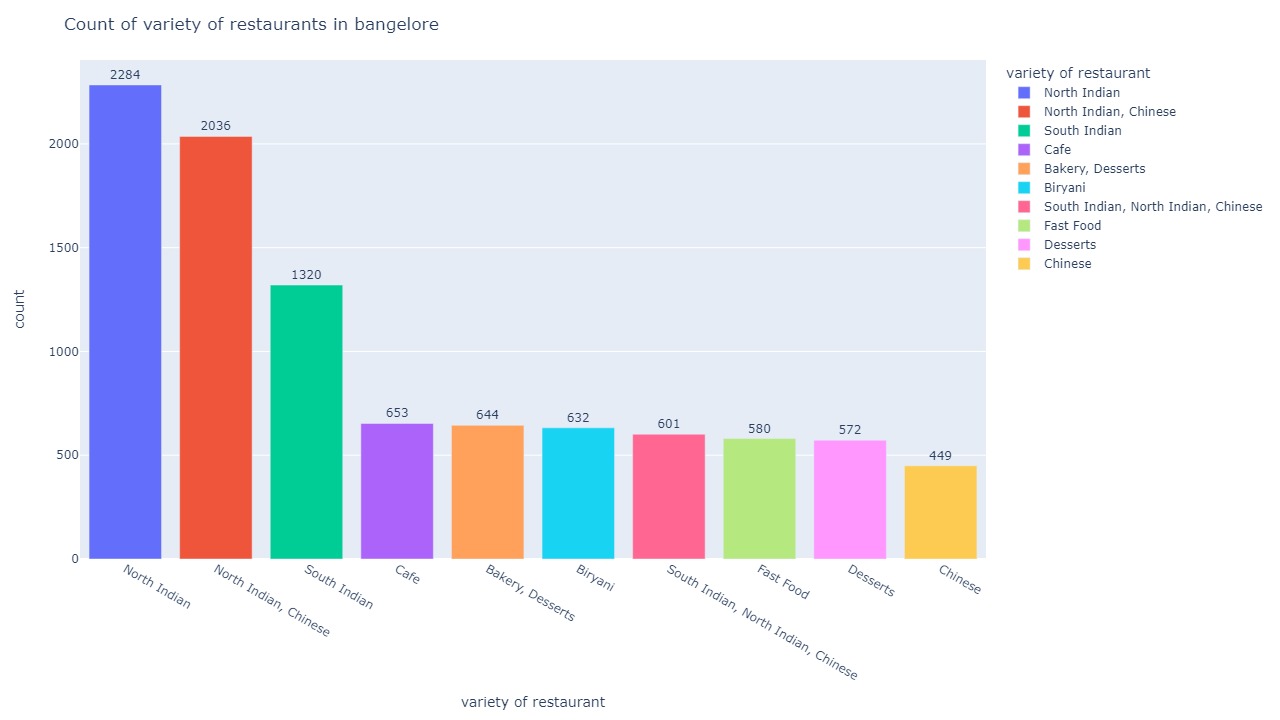 Count of variety of restaurants in bangelore
2284
2036
1320
653
644
632
601
580
572
449
2000
1500
1000
500
0
count
North Indian
North Indian, Chinese
South Indian
Cafe
Bakery, Desserts
Biryani
South Indian, North Indian, Chinese
Fast Food
Desserts
Chinese
variety of restaurant
variety of restaurant
North Indian
North Indian, Chinese
South Indian
Cafe
Bakery, Desserts
Biryani
South Indian, North Indian, Chinese
Fast Food
Desserts
Chinese